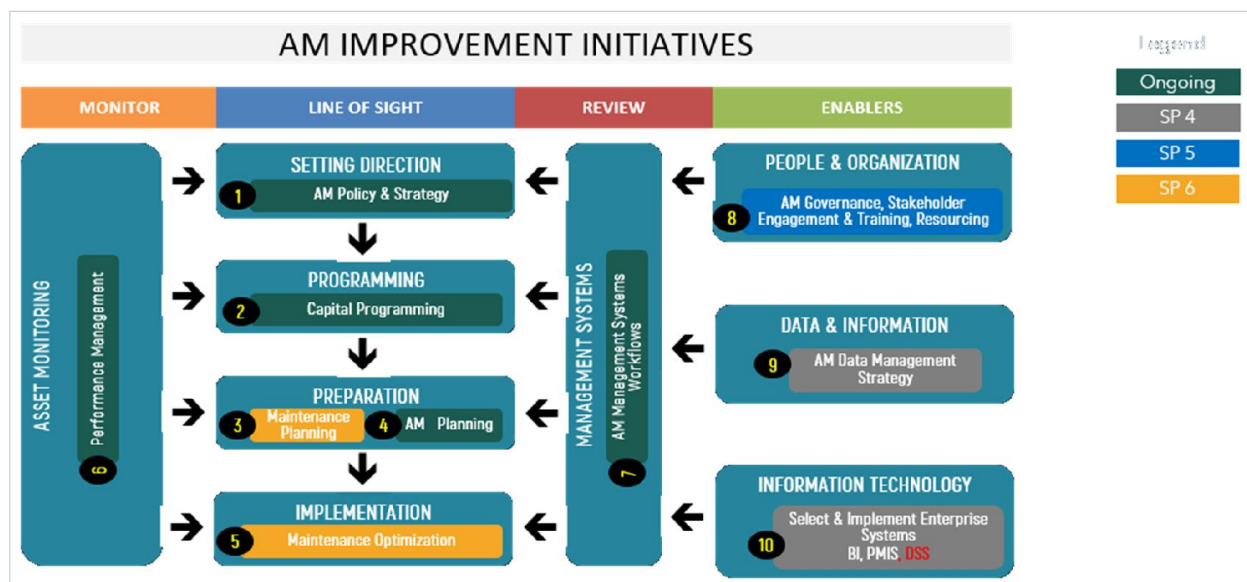 AM IMPROVEMENT INITIATIVES
Legend
Ongoing
SP 4
SP 5
SP 6
MONITOR
LINE OF SIGHT
REVIEW
ENABLERS
ASSET MONITORING
6
Performance Management
SETTING DIRECTION
1
AM Policy & Strategy
PROGRAMMING
2
Capital Programming
PREPARATION
3
Maintenance
Planning
4
AM Planning
IMPLEMENTATION
5
Maintenance Optimization
MANAGEMENT SYSTEMS
7
AM Management Systems
Workflows
PEOPLE & ORGANIZATION
8
AM Governance, Stakeholder
Engagement & Training, Resourcing
DATA & INFORMATION
9
AM Data Management
Strategy
INFORMATION TECHNOLOGY
10
Select & Implement Enterprise
Systems
BI, PMIS, DSS